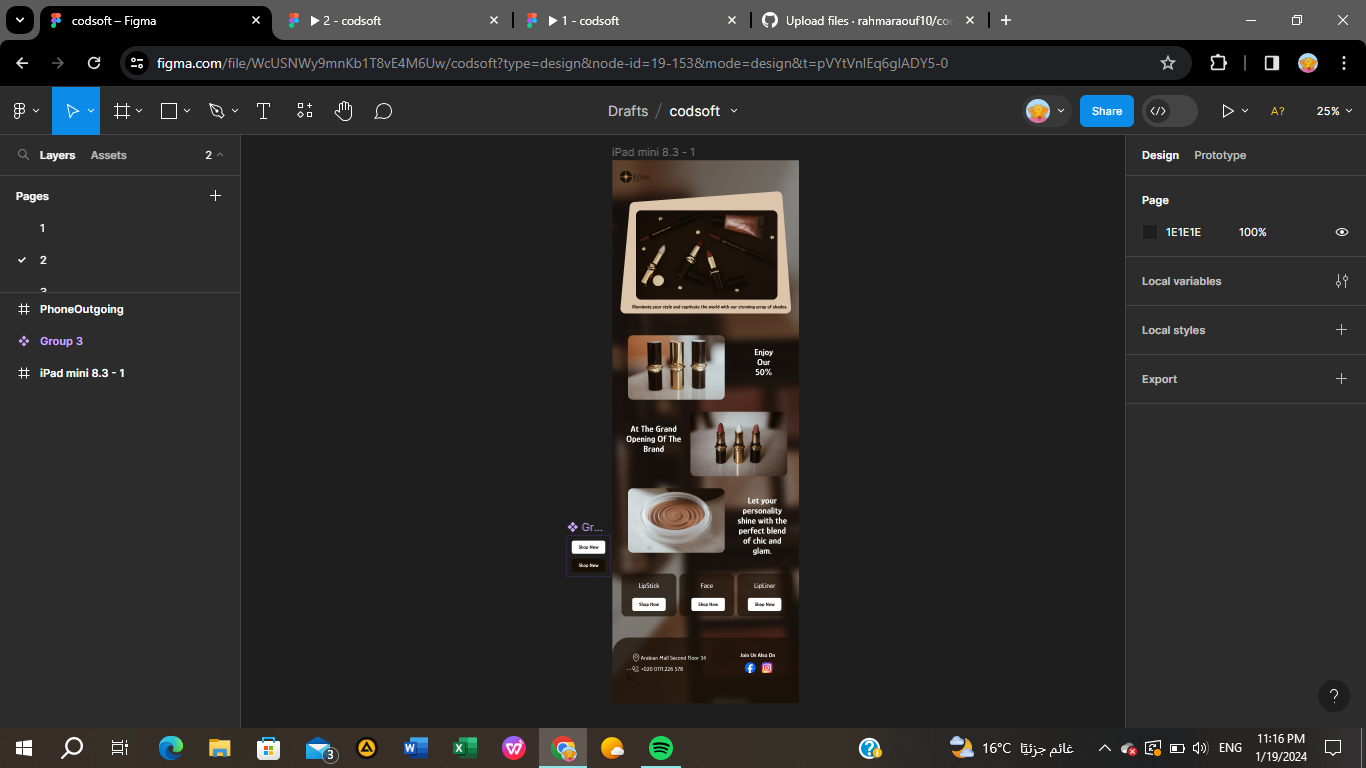 codsoft – Figma
2 - codsoft
1 - codsoft
Upload files · rahmaraouf10/co
figma.com/file/WcUSNWy9mnKb1T8vE4M6Uw/codsoft?type=design&node-id=19-153&mode=design&t=pVYtVnlEq6glADY5-0
Drafts / codsoft
Share
A?
25%
Layers
Assets
2
Pages
1
2
3
PhoneOutgoing
Group 3
iPad mini 8.3 - 1
iPad mini 8.3 - 1
Illuminate your style and captivate the world with our stunning array of shades.
Enjoy
Our
50%
At The Grand
Opening Of The
Brand
Let your
personality
shine with the
perfect blend
of chic and
glam.
Gr...
Shop Now
Shop Now
LipStick
Face
LipLiner
Shop Now
Shop Now
Shop Now
Arabian Mall Second Floor 34
+020 0111 226 578
Join Us Also On
Design
Prototype
Page
1E1E1E
100%
Local variables
Local styles
Export
?
3
16°C
غائم جزئيًا
ENG
11:16 PM
1/19/2024